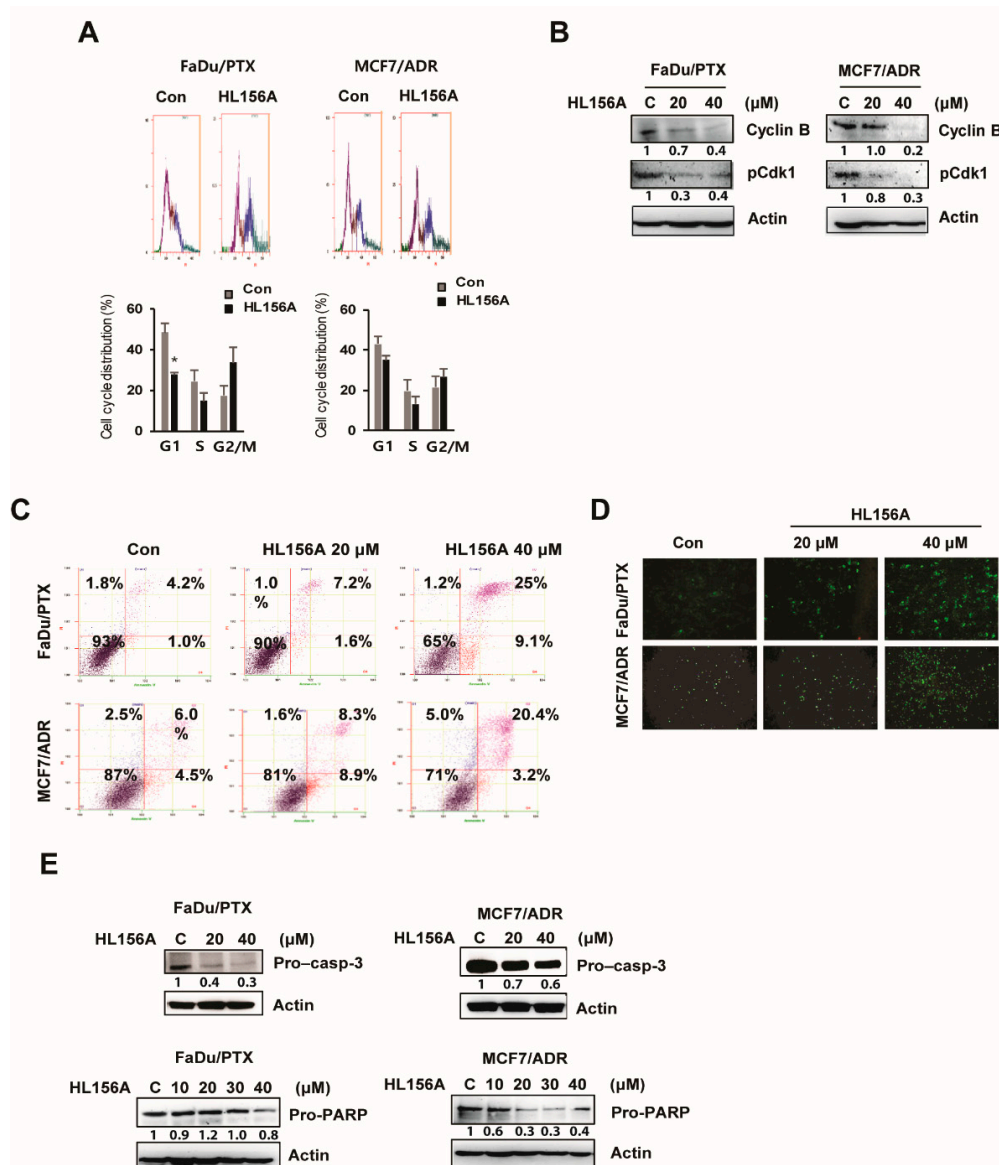 A
FaDu/PTX MCF7/ADR
Con HL156A Con HL156A
Con
HL156A
Cell cycle distribution (%)
60
40
20
0
*
G1 S G2/M
Con
HL156A
Cell cycle distribution (%)
60
40
20
0
G1 S G2/M
B
FaDu/PTX MCF7/ADR
HL156A C 20 40 (μM) C 20 40 (μM)
Cyclin B Cyclin B
1 0.7 0.4 1 1.0 0.2
pCdk1 pCdk1
1 0.3 0.4 1 0.8 0.3
Actin Actin
C
Con HL156A 20 μM HL156A 40 μM
FaDu/PTX
1.8% 4.2% 1.0 % 7.2% 1.2% 25%
93% 1.0% 90% 1.6% 65% 9.1%
MCF7/ADR
2.5% 6.0 % 1.6% 8.3% 5.0% 20.4%
87% 4.5% 81% 8.9% 71% 3.2%
D
HL156A
Con 20 μM 40 μM
FaDu/PTX
MCF7/ADR
E
FaDu/PTX
HL156A C 20 40 (μM)
Pro–casp-3
1 0.4 0.3
Actin
MCF7/ADR
HL156A C 20 40 (μM)
Pro–casp-3
1 0.7 0.6
Actin
FaDu/PTX
HL156A C 10 20 30 40 (μM)
Pro-PARP
1 0.9 1.2 1.0 0.8
Actin
MCF7/ADR
HL156A C 10 20 30 40 (μM)
Pro-PARP
1 0.6 0.3 0.3 0.4
Actin